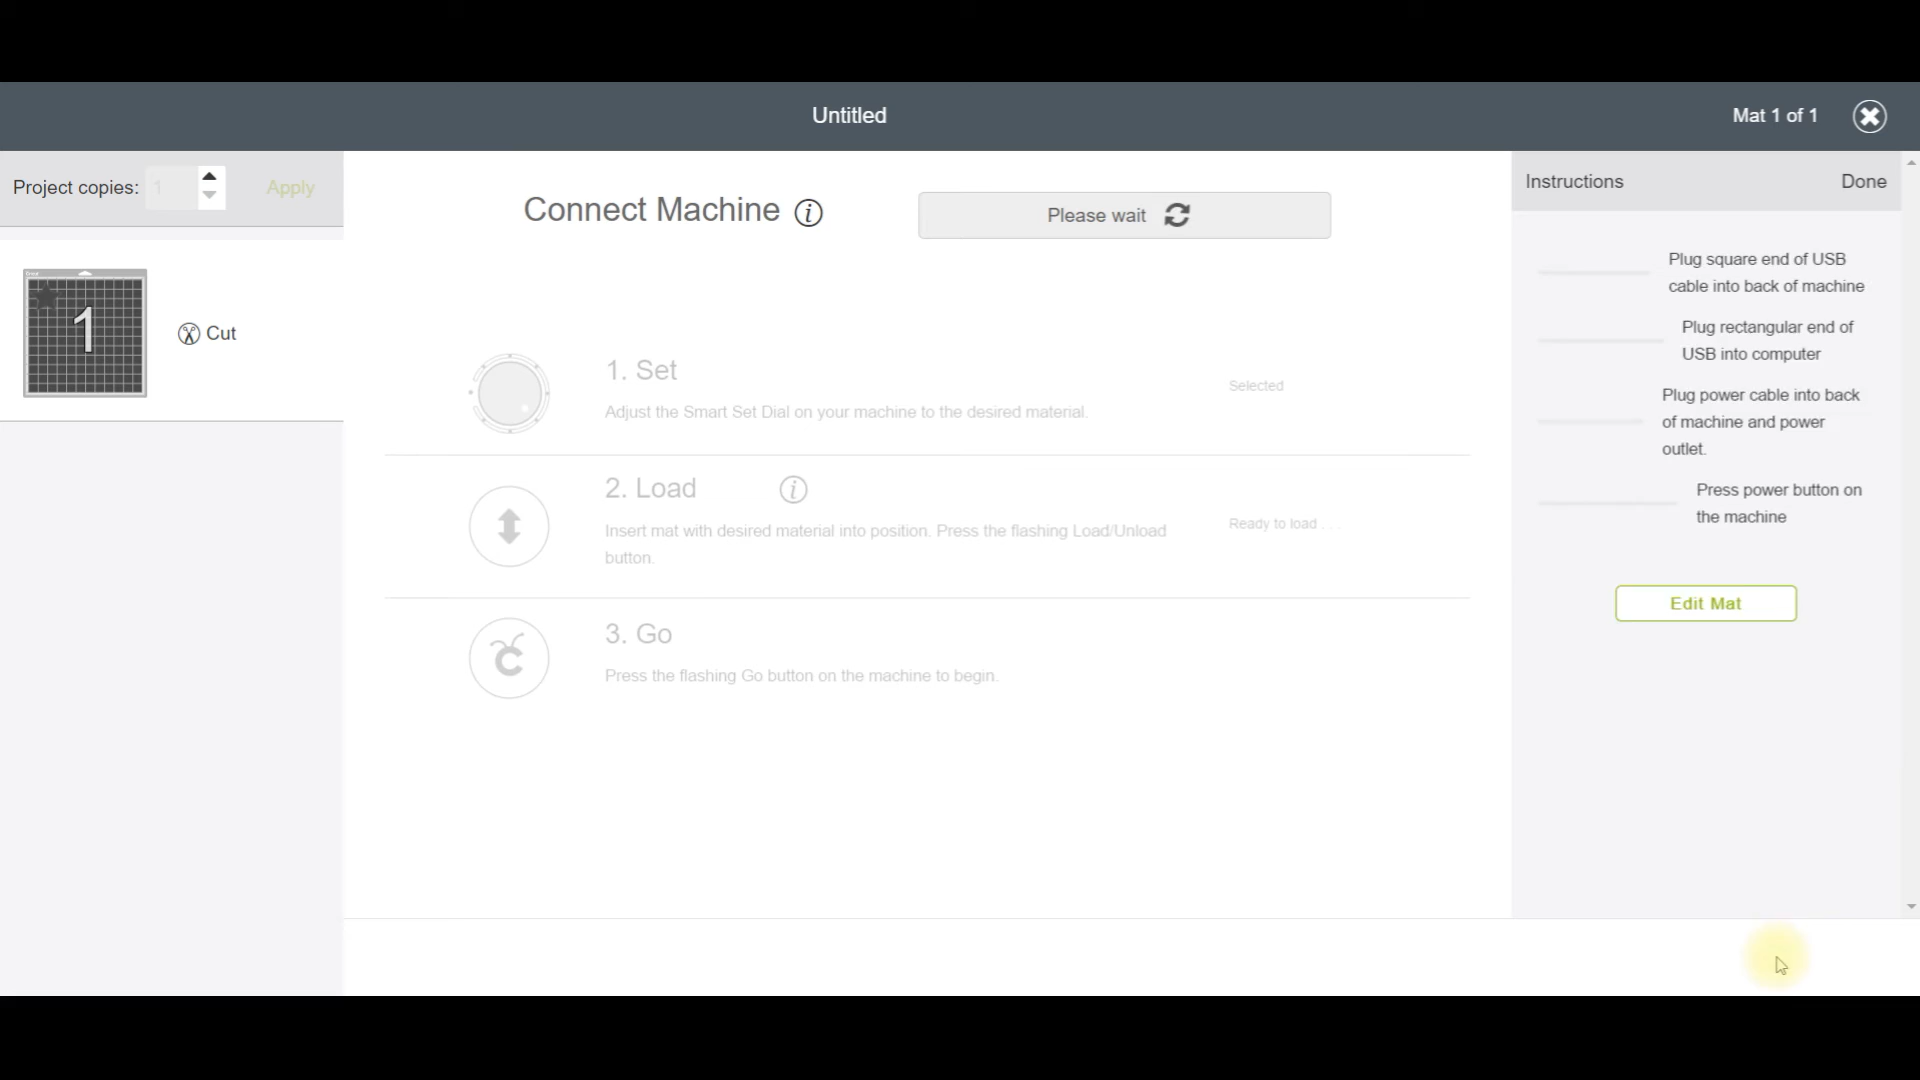 Untitled
Mat 1 of 1
Project copies: 1
Apply
1
Cut
Connect Machine
Please wait
1. Set
Adjust the Smart Set Dial on your machine to the desired material.
Selected
2. Load
Insert mat with desired material into position. Press the flashing Load/Unload
button.
Ready to load . . .
3. Go
Press the flashing Go button on the machine to begin.
Instructions
Done
Plug square end of USB
cable into back of machine
Plug rectangular end of
USB into computer
Plug power cable into back
of machine and power
outlet.
Press power button on
the machine
Edit Mat